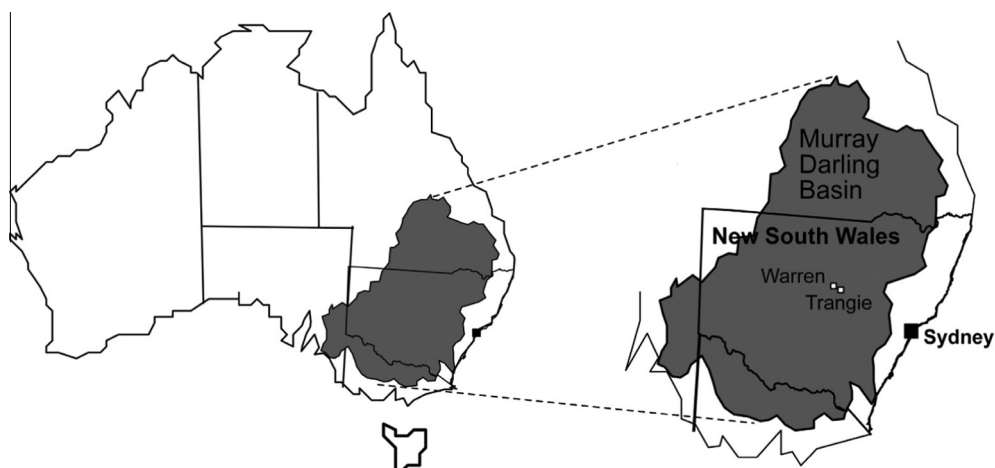 Murray
Darling
Basin
New South Wales
Warren
Trangie
Sydney